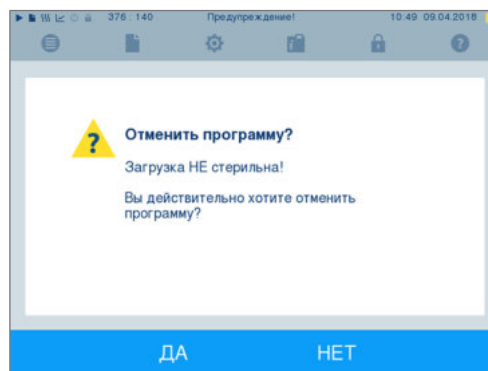 376 : 140 Предупреждение! 10:49 09.04.2018
?
? Отменить программу?
Загрузка НЕ стерильна!
Вы действительно хотите отменить
программу?
ДА НЕТ